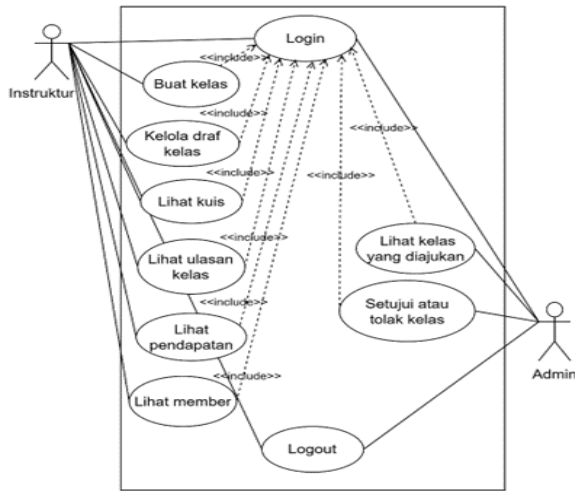 Login
<<include>>
Instruktur
Buat kelas
<<include>>
Kelola draf
kelas
<<include>>
Lihat kuis
<<include>>
<<include>>
Lihat ulasan
kelas
<<include>>
Lihat kelas
yang diajukan
Lihat
pendapatan
<<include>>
Setujui atau
tolak kelas
<<include>>
Lihat member
Admin
Logout